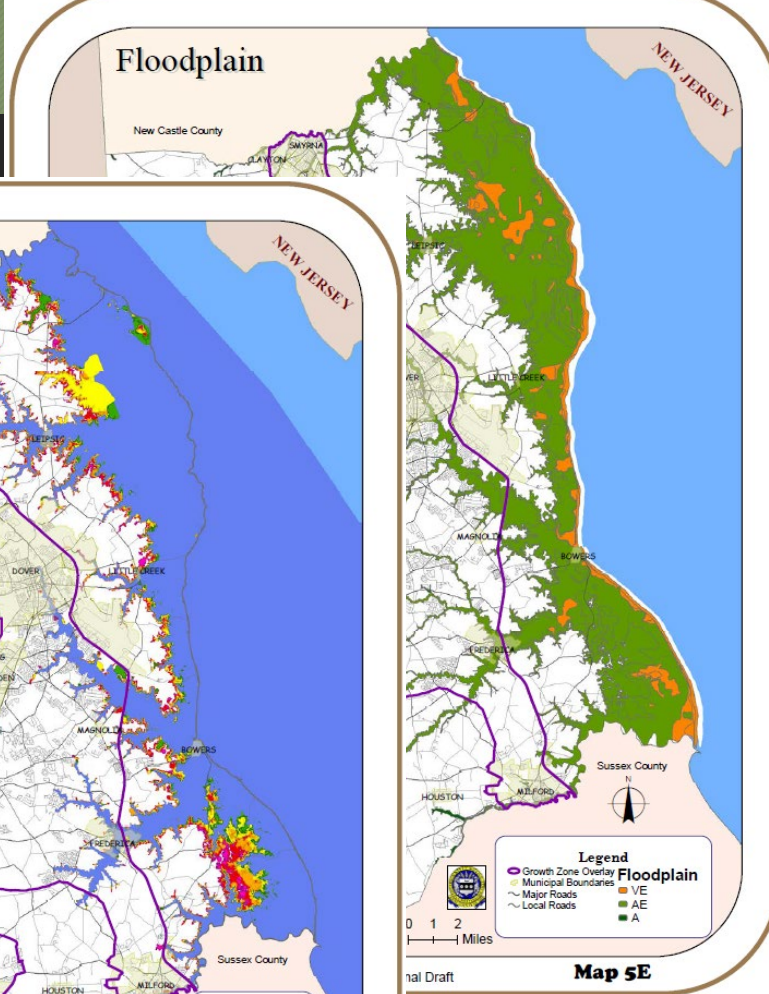 Floodplain
NEW JERSEY
New Castle County
SMYRNA
CLAYTON
LEIPSIC
VER
LITTLE CREEK
MAGNOLIA
BOWERS
FREDERICA
Sussex County
N
HOUSTON
MILFORD
Legend
Growth Zone Overlay
Municipal Boundaries
Major Roads
Local Roads
Floodplain
VE
AE
A
0 1 2
Miles
nal Draft
Map 5E
NEW JERSEY
LEIPSIC
DOVER
LITTLE CREEK
G
EN
MAGNOLIA
BOWERS
FREDERICA
Sussex County
HOUSTON
MILFORD